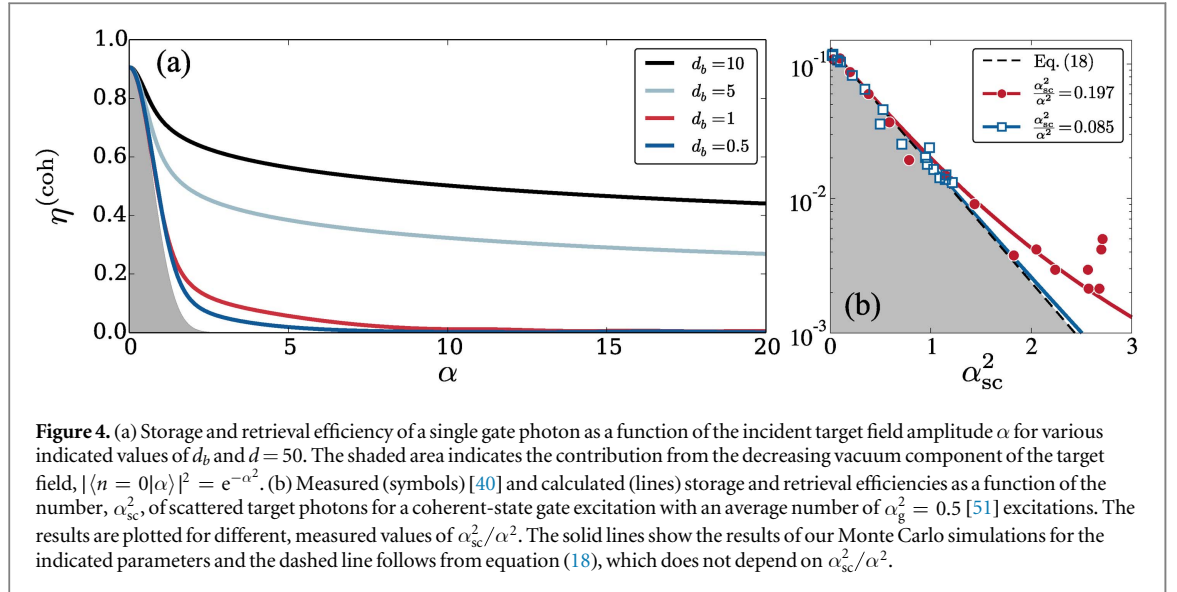 1.0
0.8
0.6
0.4
0.2
0.0
η^(coh)
(a)
d_b = 10
d_b = 5
d_b = 1
d_b = 0.5
0 5 10 15 20
α
10^-1
10^-2
10^-3
(b)
Eq. (18)
α_sc^2/α^2 = 0.197
α_sc^2/α^2 = 0.085
0 1 2 3
α_sc^2
Figure 4. (a) Storage and retrieval efficiency of a single gate photon as a function of the incident target field amplitude α for various
indicated values of d_b and d = 50. The shaded area indicates the contribution from the decreasing vacuum component of the target
field, |⟨n = 0|α⟩|^2 = e^-α^2. (b) Measured (symbols) [40] and calculated (lines) storage and retrieval efficiencies as a function of the
number, α_sc^2, of scattered target photons for a coherent-state gate excitation with an average number of α_g^2 = 0.5 [51] excitations. The
results are plotted for different, measured values of α_sc^2/α^2. The solid lines show the results of our Monte Carlo simulations for the
indicated parameters and the dashed line follows from equation (18), which does not depend on α_sc^2/α^2.